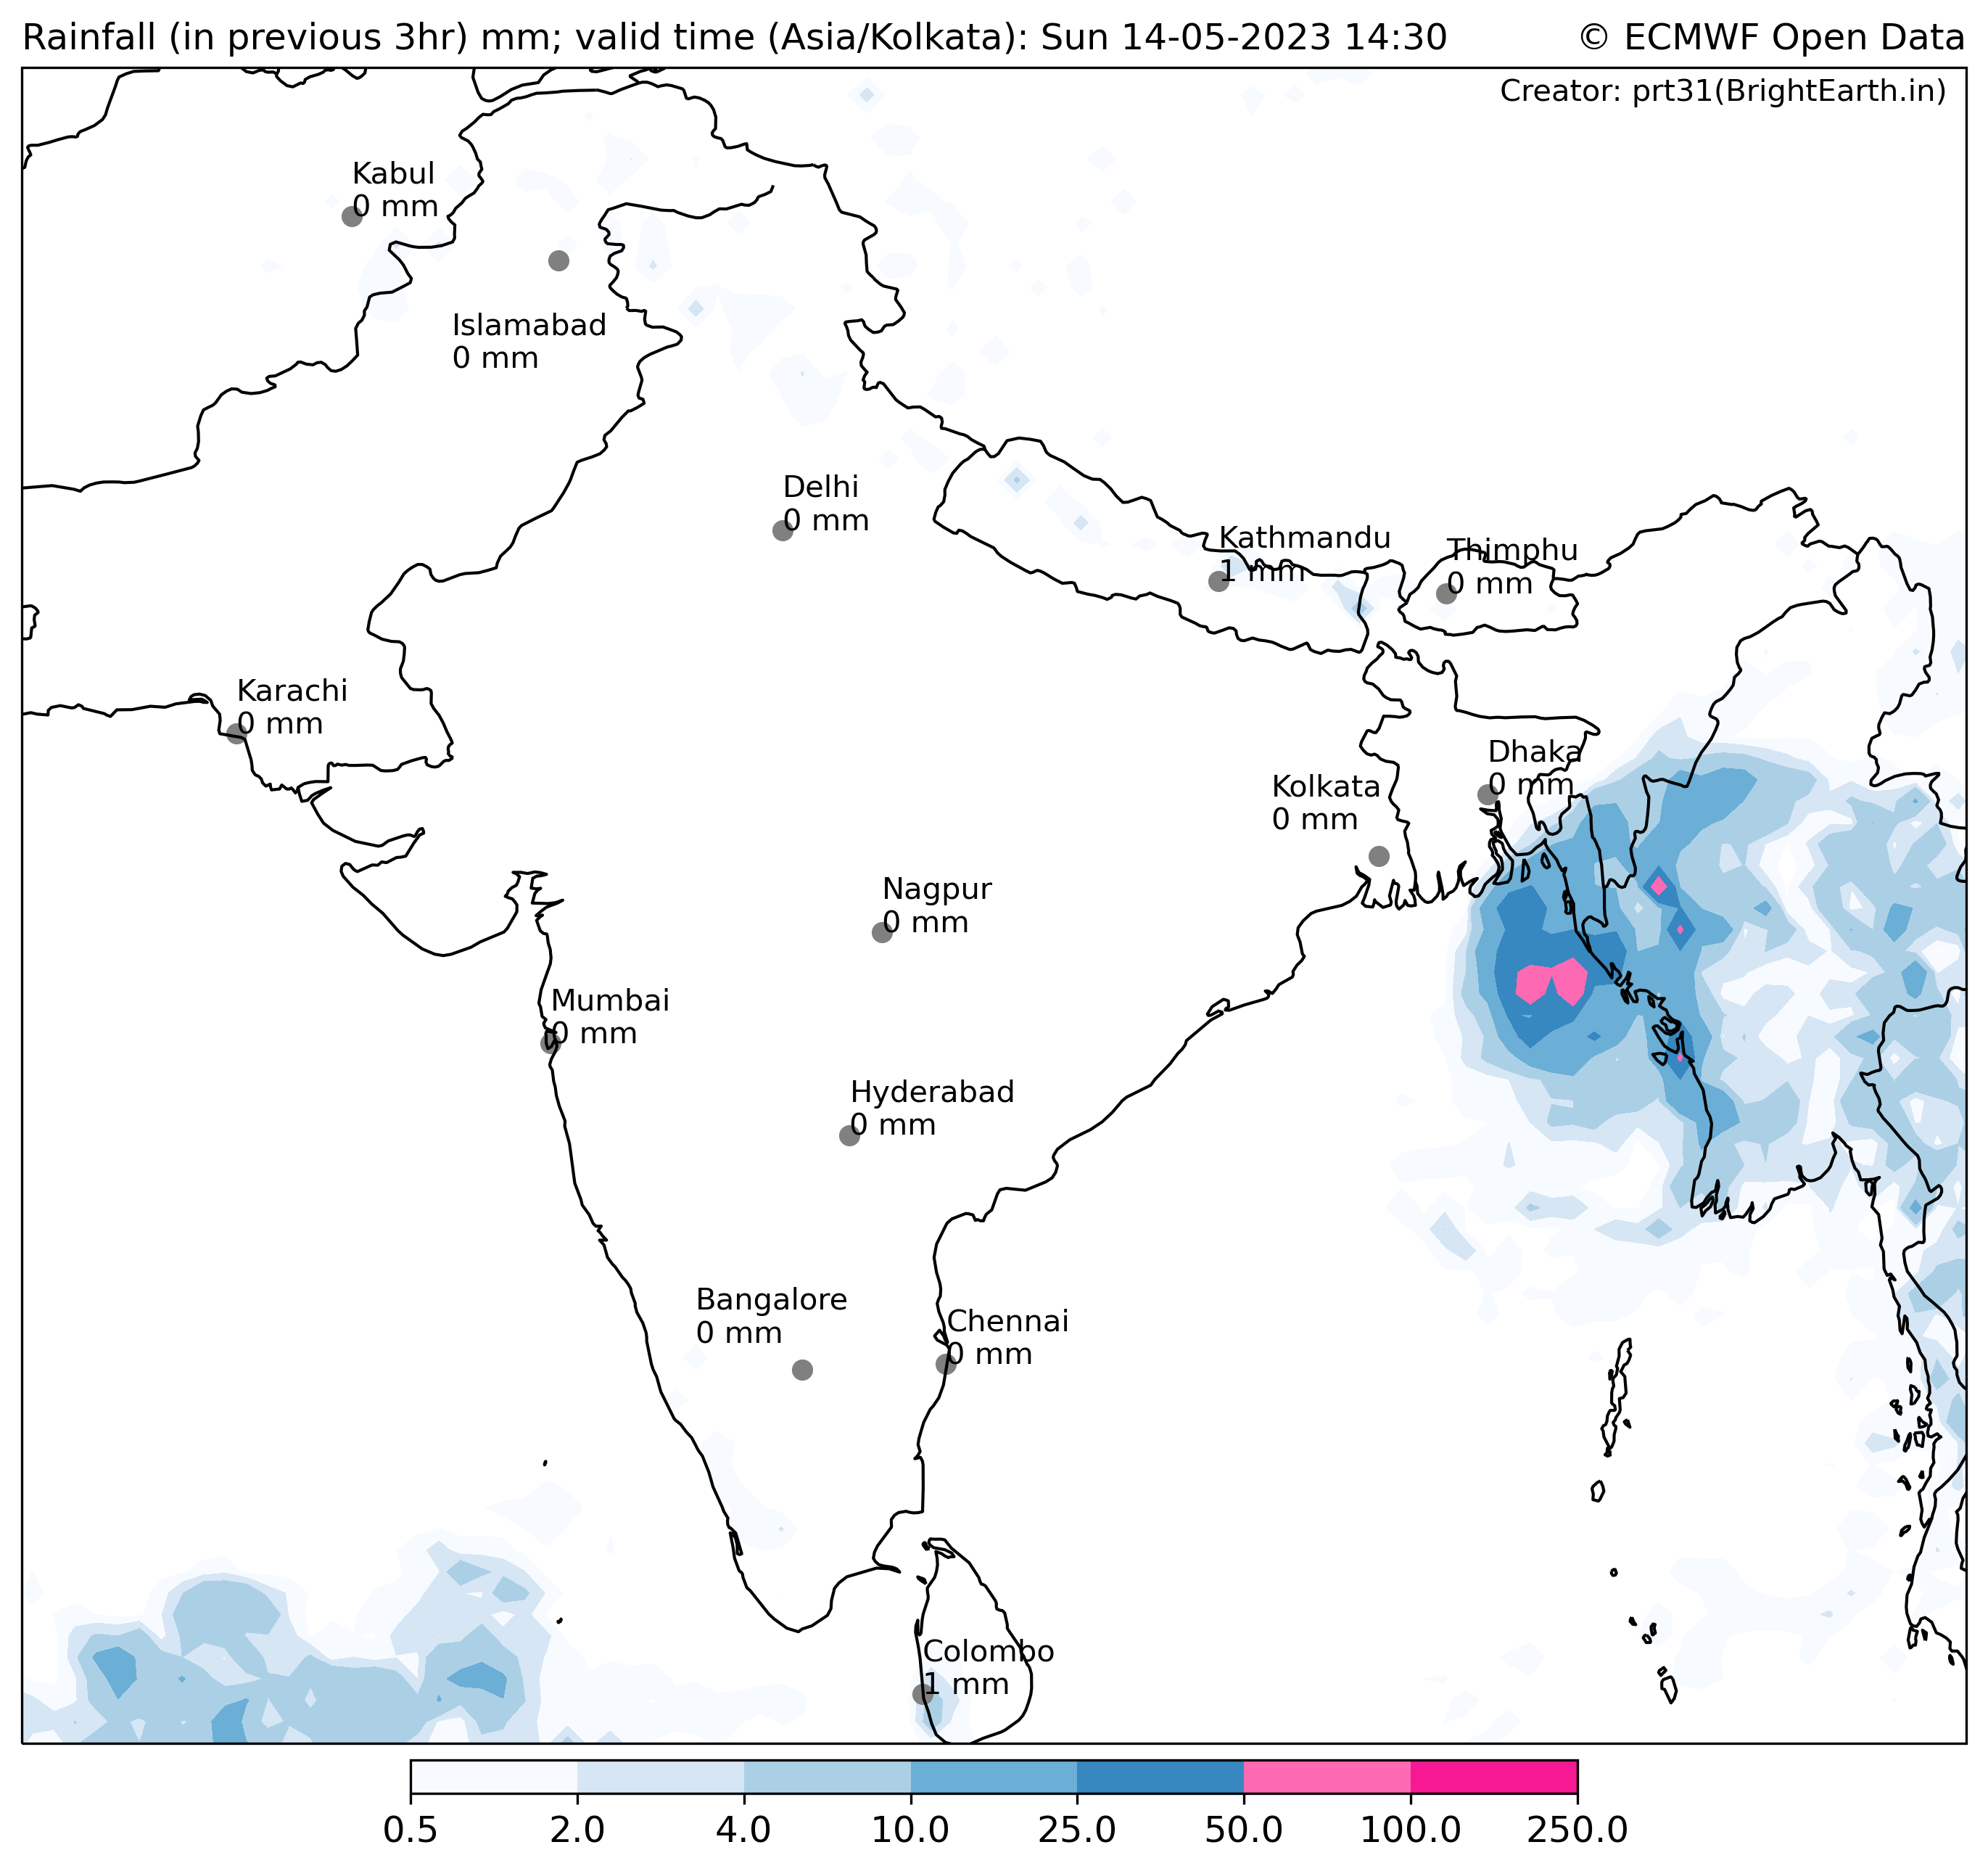 Rainfall (in previous 3hr) mm; valid time (Asia/Kolkata): Sun 14-05-2023 14:30
© ECMWF Open Data
Creator: prt31(BrightEarth.in)
Kabul
0 mm
Islamabad
0 mm
Delhi
0 mm
Kathmandu
1 mm
Thimphu
0 mm
Karachi
0 mm
Dhaka
0 mm
Kolkata
0 mm
Nagpur
0 mm
Mumbai
0 mm
Hyderabad
0 mm
Bangalore
0 mm
Chennai
0 mm
Colombo
1 mm
0.5 2.0 4.0 10.0 25.0 50.0 100.0 250.0